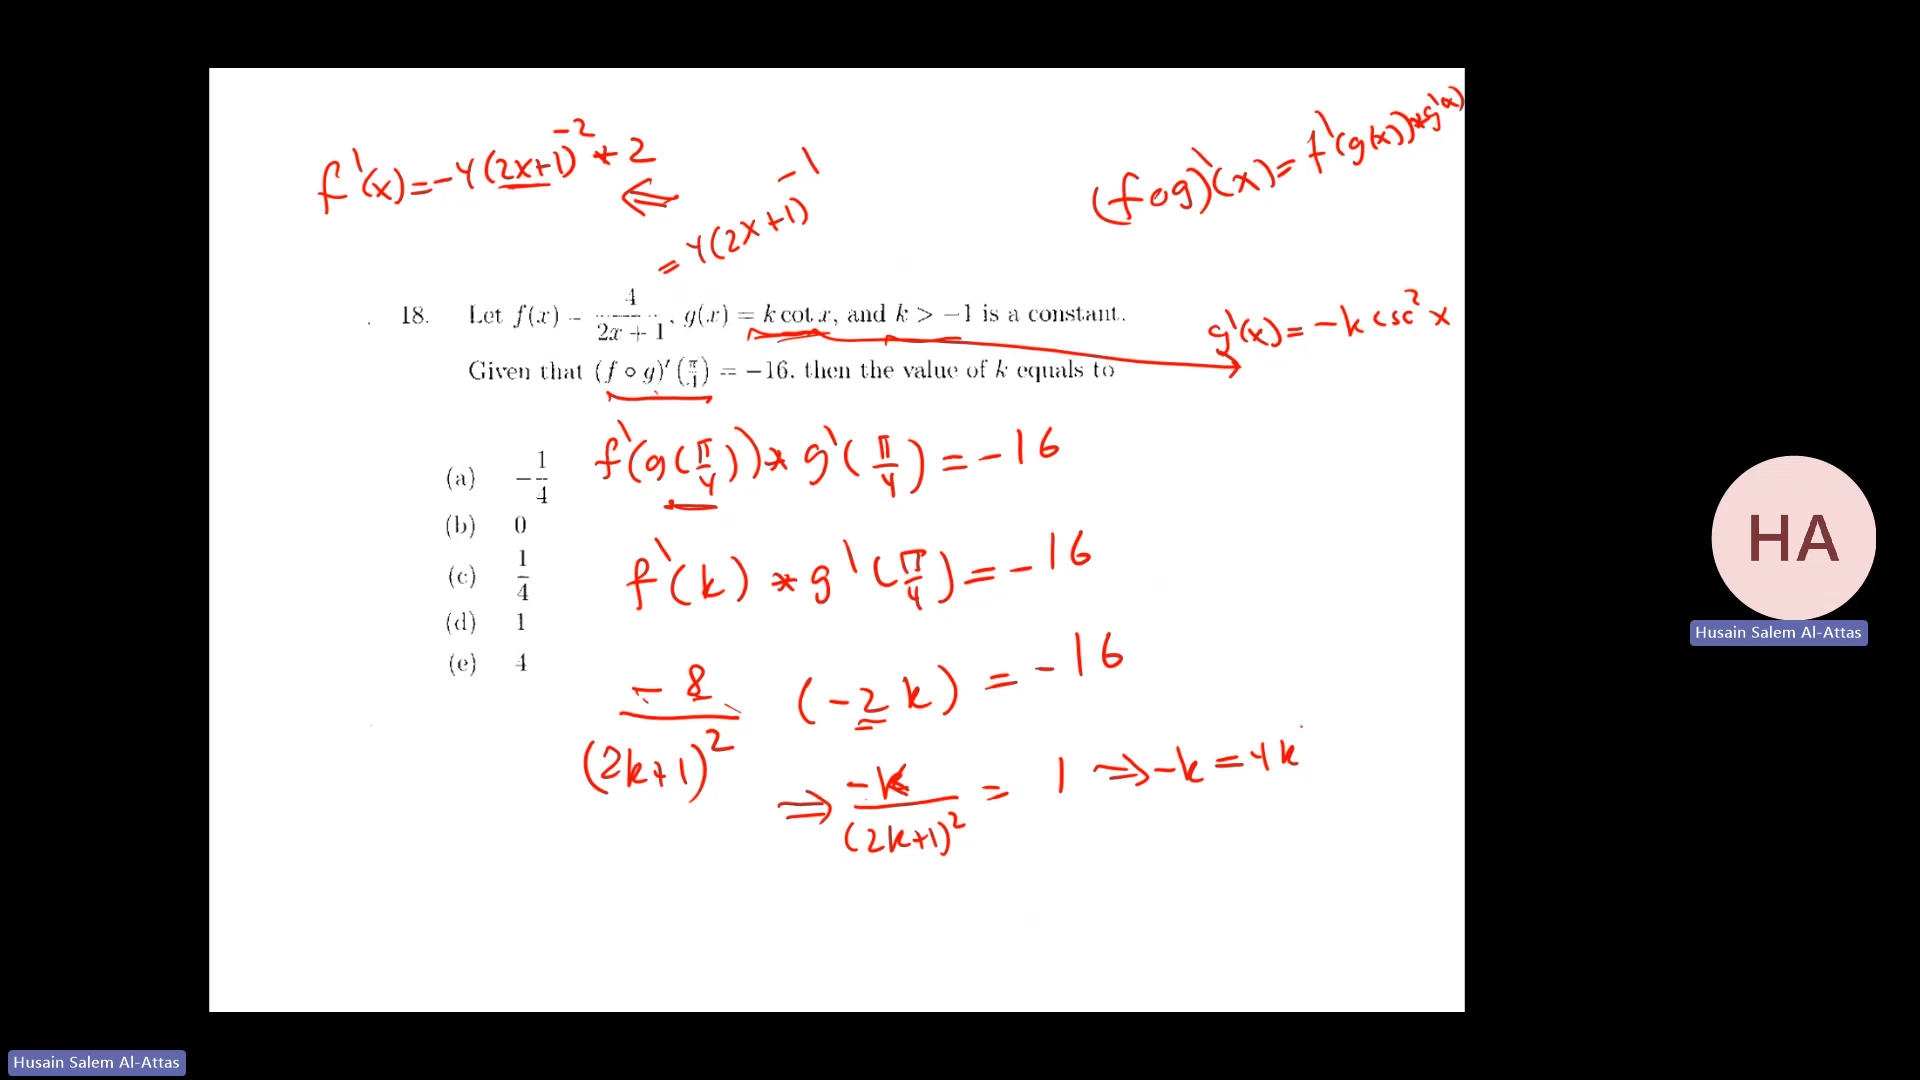 f'(x)=-4(2x+1)^-2 * 2
=4(2x+1)^-1
(fog)'(x)=f'(g(x))*g'(x)
18. Let f(x) - 4/(2x + 1), g(x) = k cot x, and k > -1 is a constant.
g'(x)=-k csc^2 x
Given that (f ∘ g)' (π/4) = -16. then the value of k equals to
f'(g(π/4))*g'(π/4)=-16
(a) -1/4
(b) 0
(c) 1/4
(d) 1
(e) 4
f'(k) * g'(π/4)=-16
-8/(2k+1)^2 (-2k) = -16
⇒ -k/(2k+1)^2 = 1 ⇒ -k=4k
HA
Husain Salem Al-Attas
Husain Salem Al-Attas